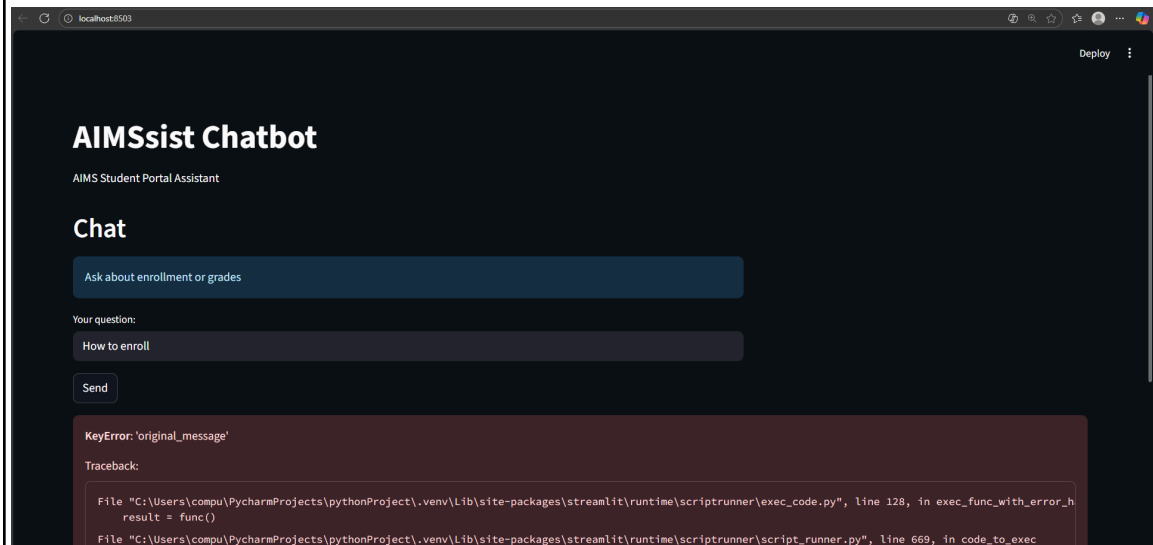 localhost:8503
Deploy
AIMSsist Chatbot
AIMS Student Portal Assistant
Chat
Ask about enrollment or grades
Your question:
How to enroll
Send
KeyError: 'original_message'
Traceback:
File "C:\Users\compu\PycharmProjects\pythonProject\.venv\Lib\site-packages\streamlit\runtime\scriptrunner\exec_code.py", line 128, in exec_func_with_error_h
result = func()
File "C:\Users\compu\PycharmProjects\pythonProject\.venv\Lib\site-packages\streamlit\runtime\scriptrunner\script_runner.py", line 669, in code_to_exec